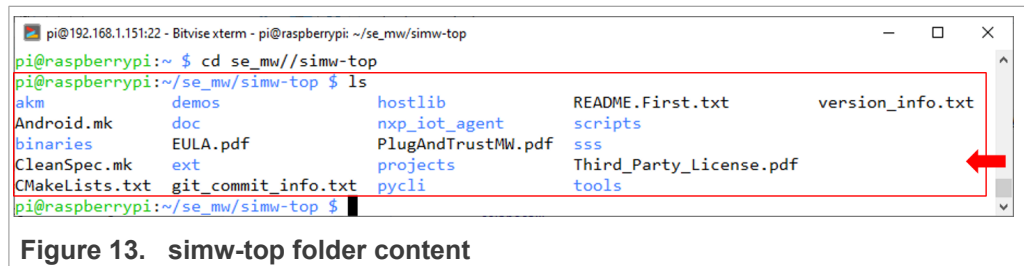 pi@192.168.1.151:22 - Bitvise xterm - pi@raspberrypi: ~/se_mw/simw-top
pi@raspberrypi:~ $ cd se_mw//simw-top
pi@raspberrypi:~/se_mw/simw-top $ ls
akm demos hostlib README.First.txt version_info.txt
Android.mk doc nxp_iot_agent scripts
binaries EULA.pdf PlugAndTrustMW.pdf sss
CleanSpec.mk ext projects Third_Party_License.pdf
CMakeLists.txt git_commit_info.txt pycli tools
pi@raspberrypi:~/se_mw/simw-top $
Figure 13. simw-top folder content